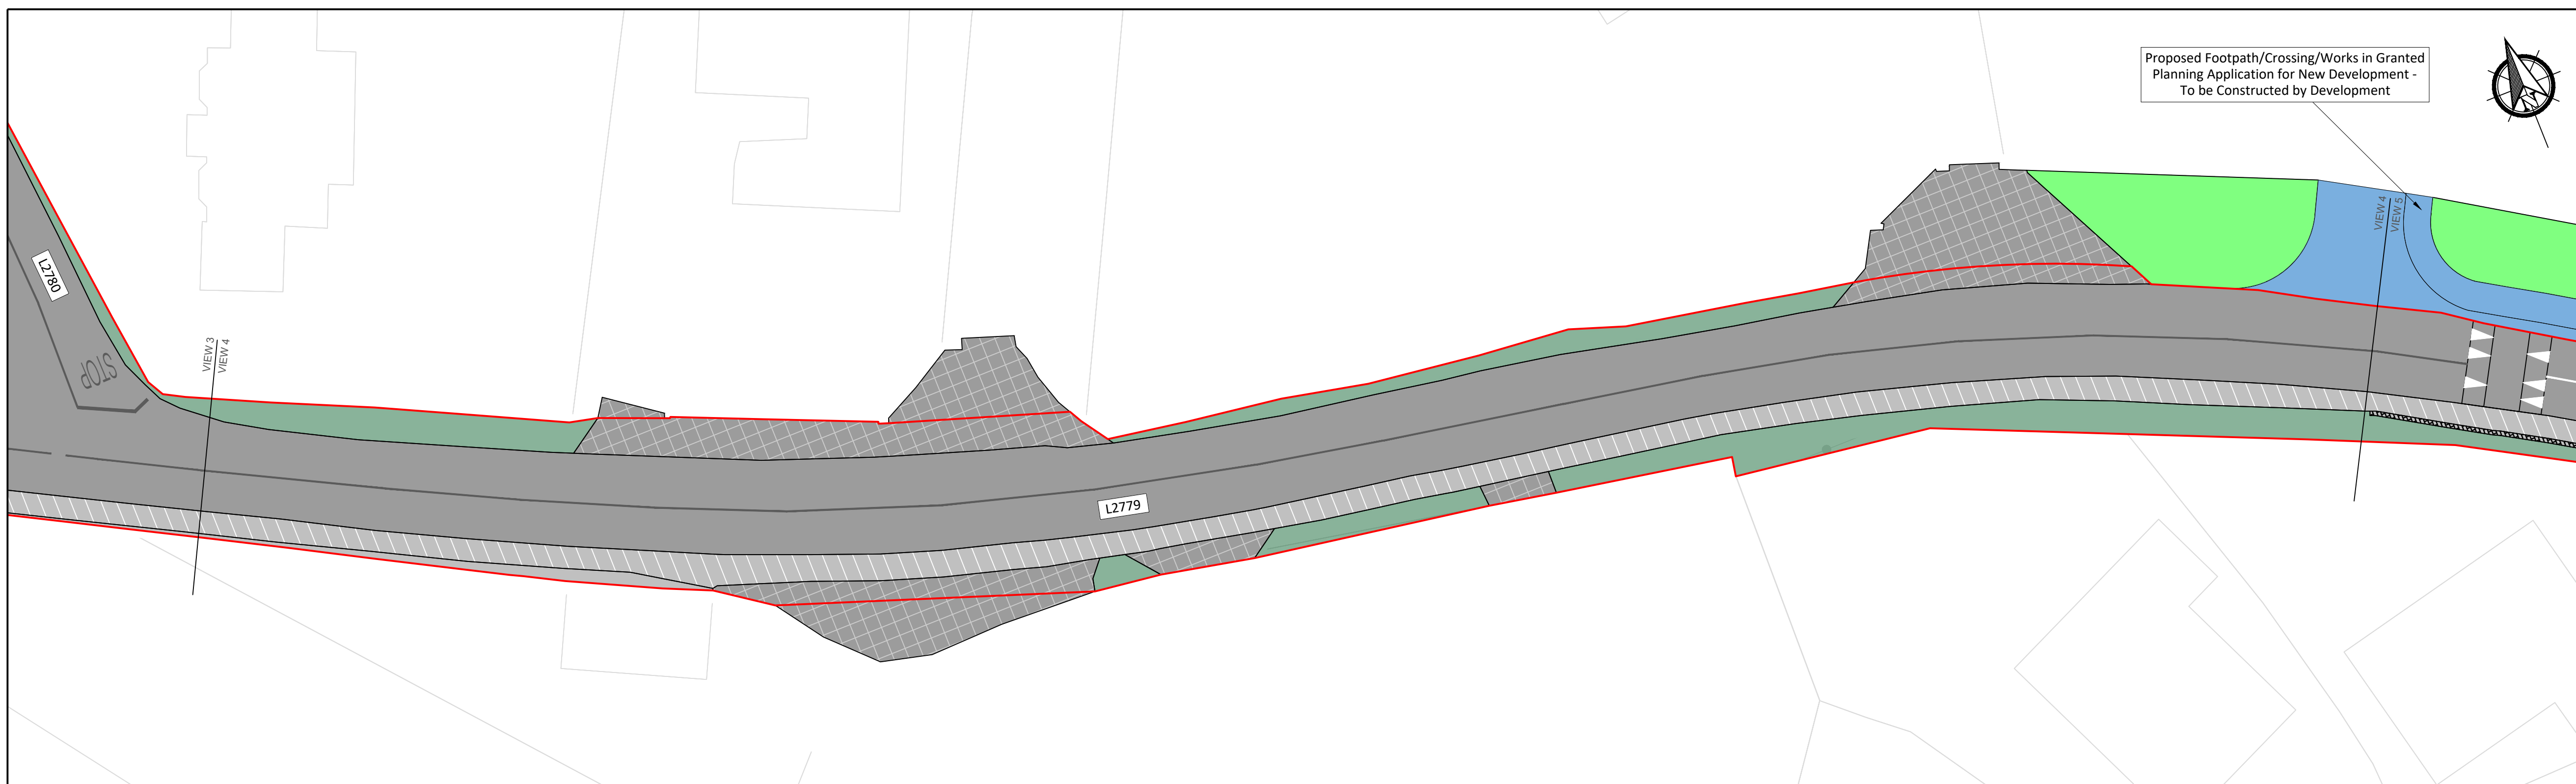 Proposed Footpath/Crossing/Works in Granted
Planning Application for New Development -
To be Constructed by Development
L2780
STOP
VIEW 3
VIEW 4
L2779
VIEW 4
VIEW 5
N